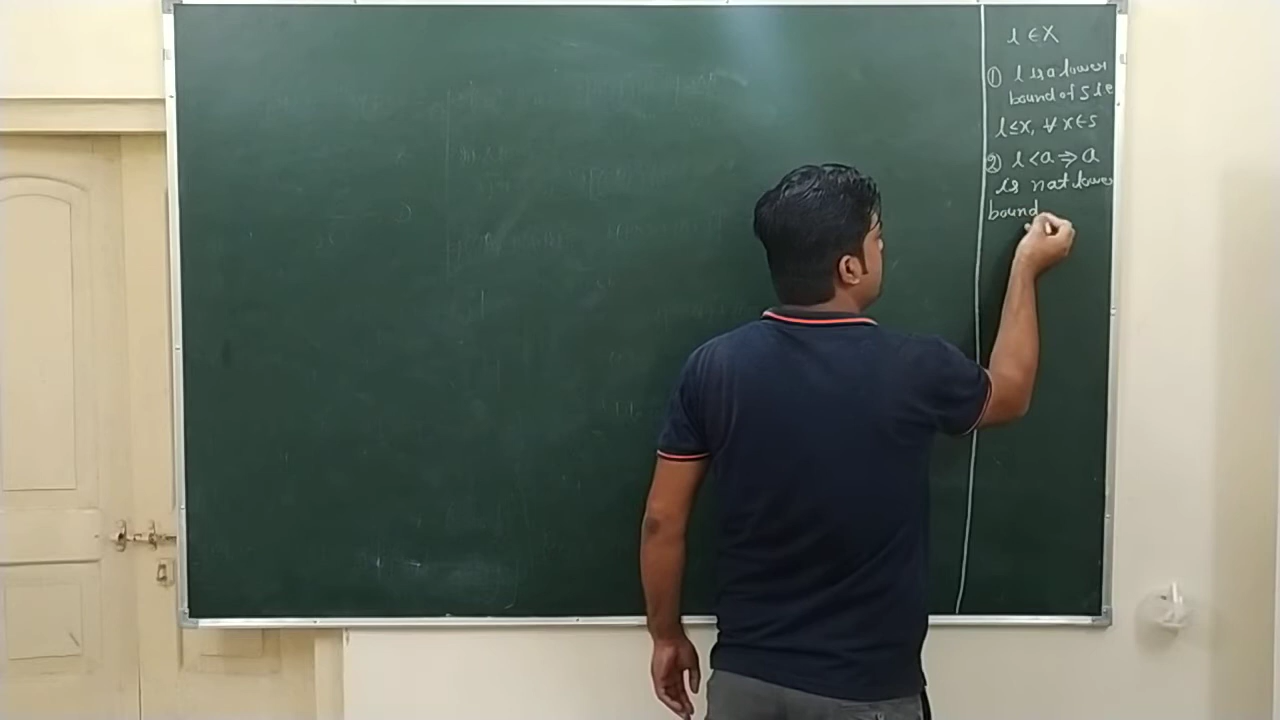 l ∈ X
① l is a lower
bound of S i.e
l ≤ x, ∀ x ∈ S
② l < a ⇒ a
is not lower
bound